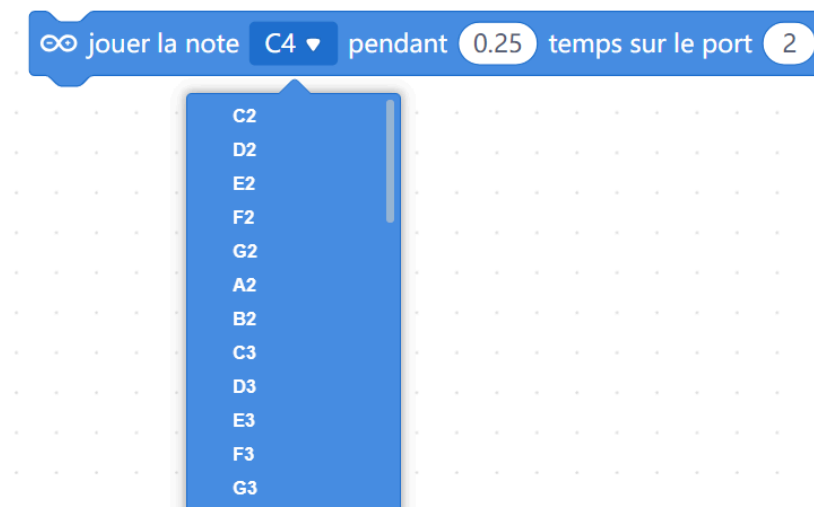 jouer la note C4 pendant 0.25 temps sur le port 2
C2
D2
E2
F2
G2
A2
B2
C3
D3
E3
F3
G3